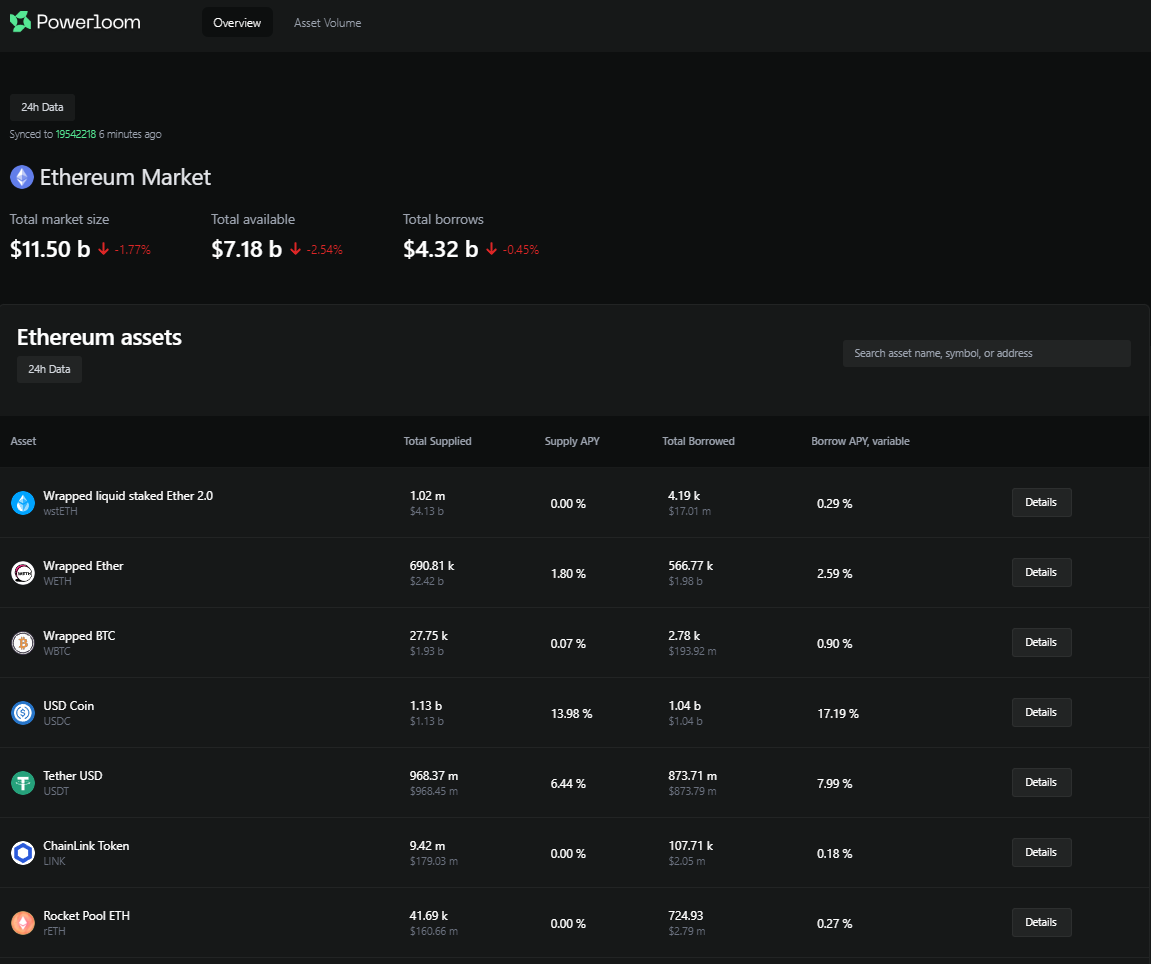 Powerloom
Overview
Asset Volume
24h Data
Synced to 19542218 6 minutes ago
Ethereum Market
Total market size
Total available
Total borrows
$11.50 b -1.77%
$7.18 b -2.54%
$4.32 b -0.45%
Ethereum assets
24h Data
Search asset name, symbol, or address
Asset Total Supplied Supply APY Total Borrowed Borrow APY, variable
Wrapped liquid staked Ether 2.0
wstETH
1.02 m
$4.13 b
0.00 %
4.19 k
$17.01 m
0.29 %
Details
WETH
Wrapped Ether
WETH
690.81 k
$2.42 b
1.80 %
566.77 k
$1.98 b
2.59 %
Details
Wrapped BTC
WBTC
27.75 k
$1.93 b
0.07 %
2.78 k
$193.92 m
0.90 %
Details
USD Coin
USDC
1.13 b
$1.13 b
13.98 %
1.04 b
$1.04 b
17.19 %
Details
Tether USD
USDT
968.37 m
$968.45 m
6.44 %
873.71 m
$873.79 m
7.99 %
Details
ChainLink Token
LINK
9.42 m
$179.03 m
0.00 %
107.71 k
$2.05 m
0.18 %
Details
Rocket Pool ETH
rETH
41.69 k
$160.66 m
0.00 %
724.93
$2.79 m
0.27 %
Details